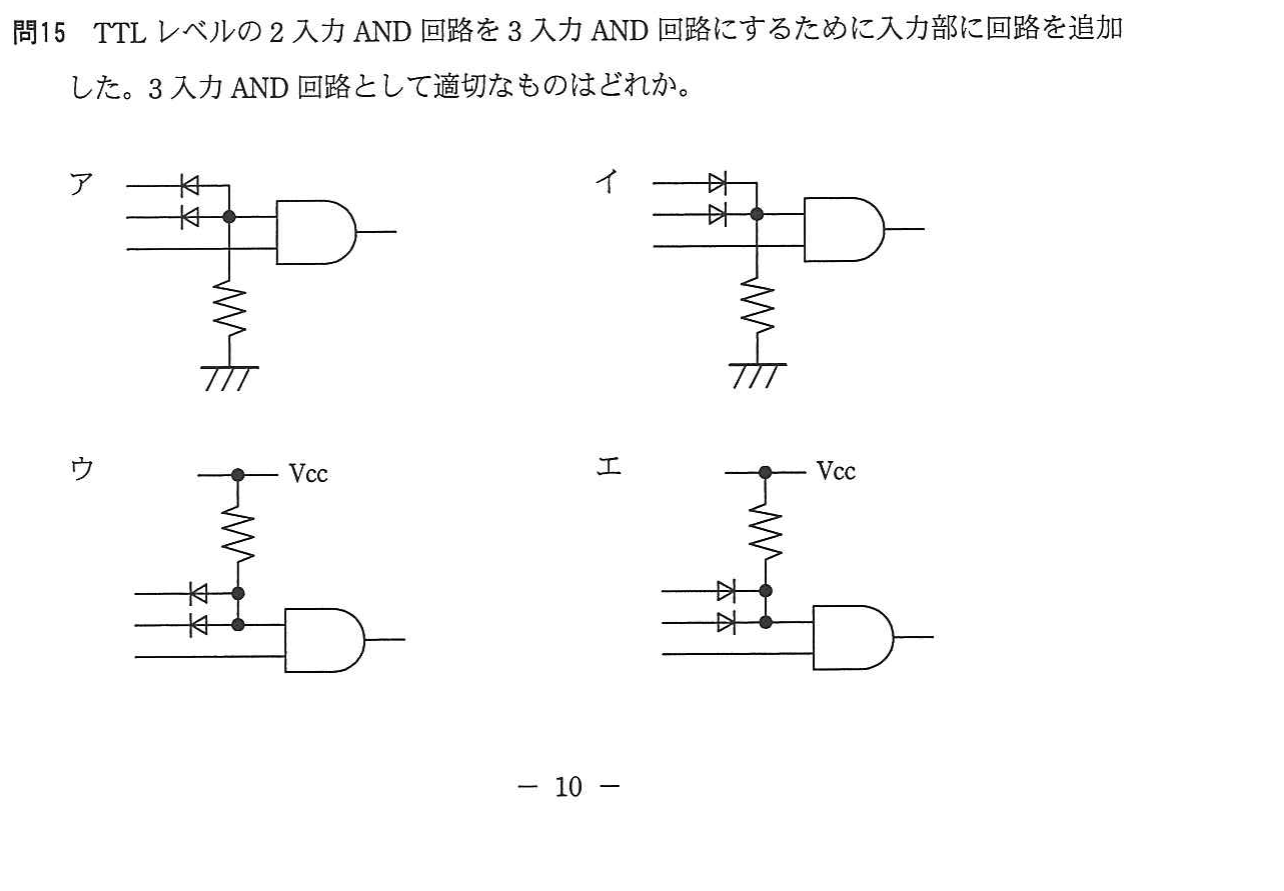 問15 TTL レベルの 2 入力 AND 回路を 3 入力 AND 回路にするために入力部に回路を追加
した。3 入力 AND 回路として適切なものはどれか。
ア
イ
ウ
Vcc
エ
Vcc
－ 10 －